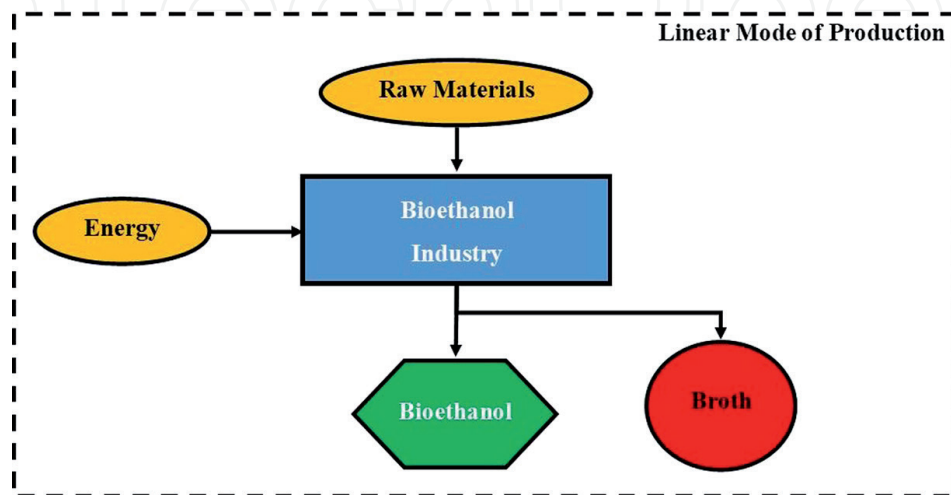 Linear Mode of Production
Raw Materials
Energy
Bioethanol
Industry
Bioethanol
Broth